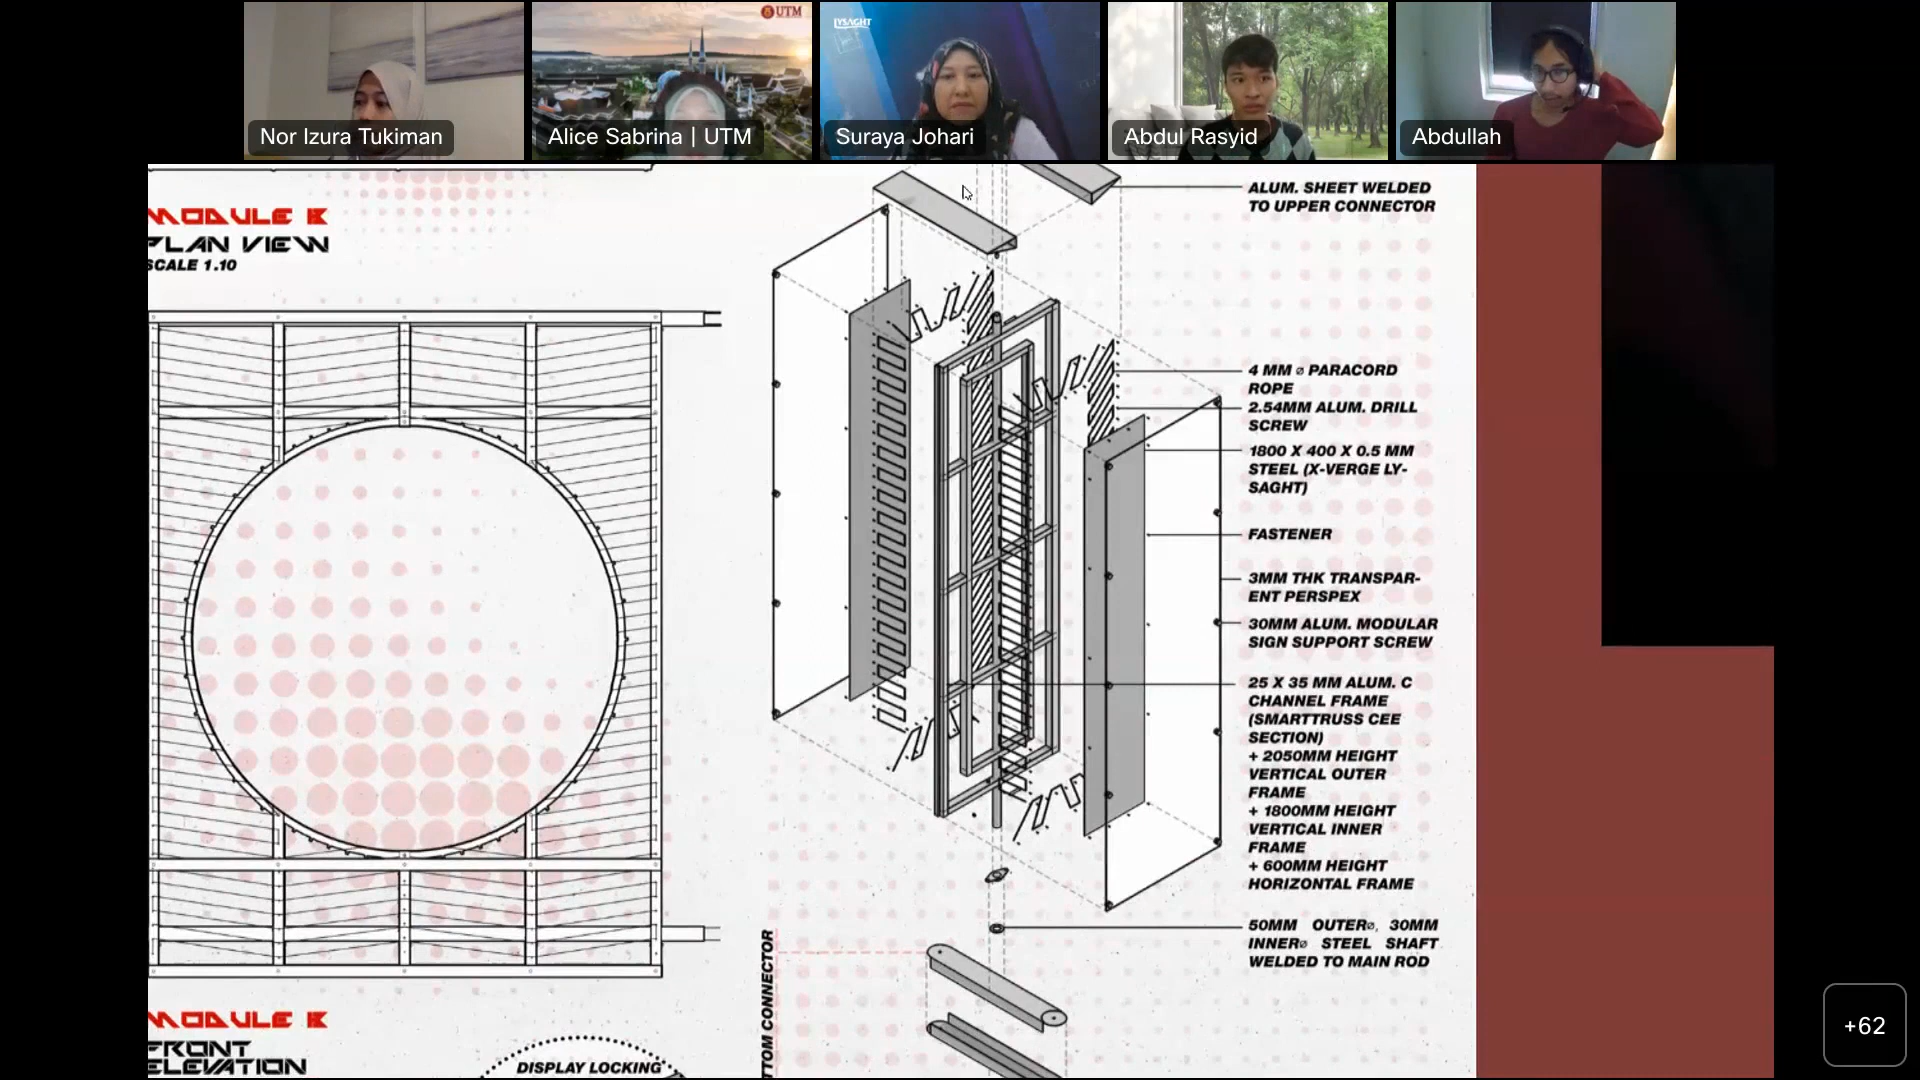 UTM
LYSAGHT
Nor Izura Tukiman
Alice Sabrina | UTM
Suraya Johari
Abdul Rasyid
Abdullah
MODULE K
PLAN VIEW
SCALE 1.10
ALUM. SHEET WELDED
TO UPPER CONNECTOR
4 MM ⌀ PARACORD
ROPE
2.54MM ALUM. DRILL
SCREW
1800 X 400 X 0.5 MM
STEEL (X-VERGE LY-
SAGHT)
FASTENER
3MM THK TRANSPAR-
ENT PERSPEX
30MM ALUM. MODULAR
SIGN SUPPORT SCREW
25 X 35 MM ALUM. C
CHANNEL FRAME
(SMARTTRUSS CEE
SECTION)
+ 2050MM HEIGHT
VERTICAL OUTER
FRAME
+ 1800MM HEIGHT
VERTICAL INNER
FRAME
+ 600MM HEIGHT
HORIZONTAL FRAME
50MM OUTER⌀, 30MM
INNER⌀ STEEL SHAFT
WELDED TO MAIN ROD
TTOM CONNECTOR
MODULE K
FRONT
ELEVATION
DISPLAY LOCKING
+62